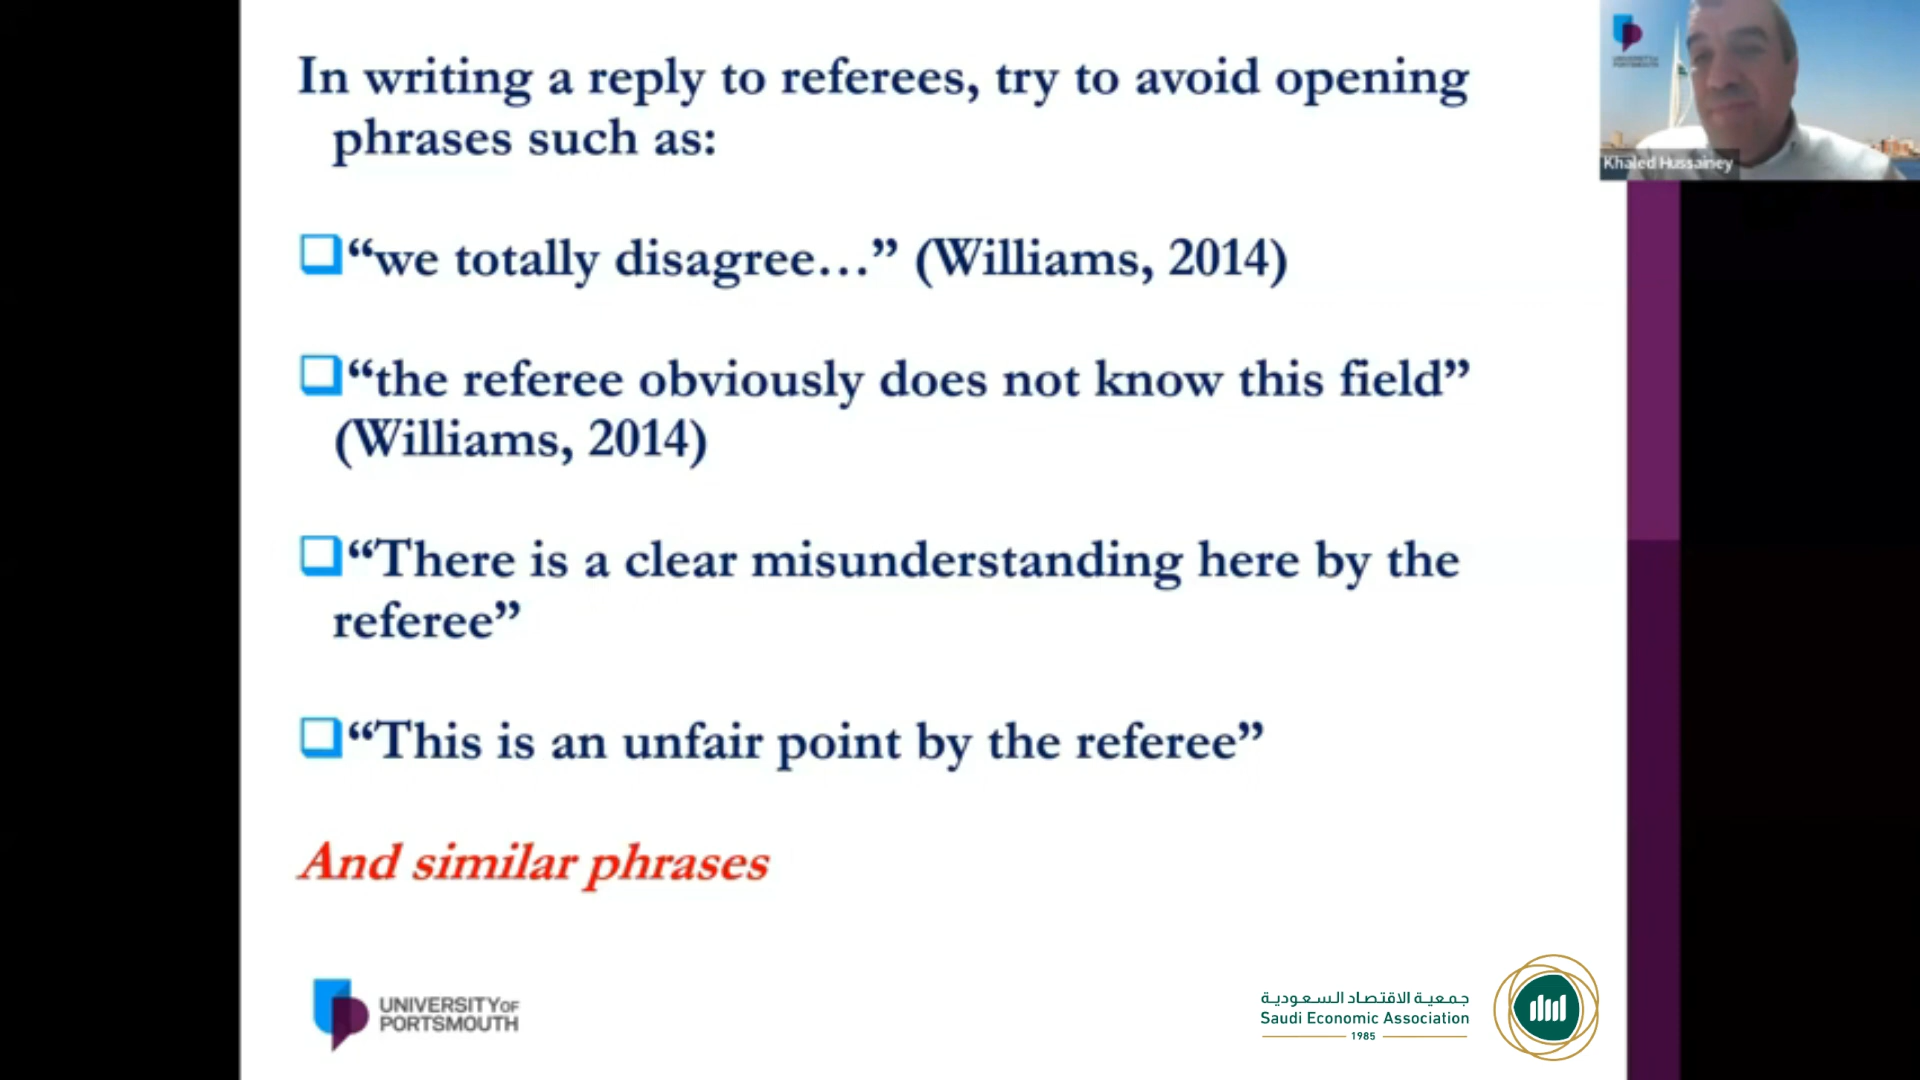 In writing a reply to referees, try to avoid opening
phrases such as:
“we totally disagree…” (Williams, 2014)
“the referee obviously does not know this field”
(Williams, 2014)
“There is a clear misunderstanding here by the
referee”
“This is an unfair point by the referee”
And similar phrases
UNIVERSITY OF
PORTSMOUTH
جمعية الاقتصاد السعودية
Saudi Economic Association
1985
UNIVERSITY OF
PORTSMOUTH
Khaled Hussainey